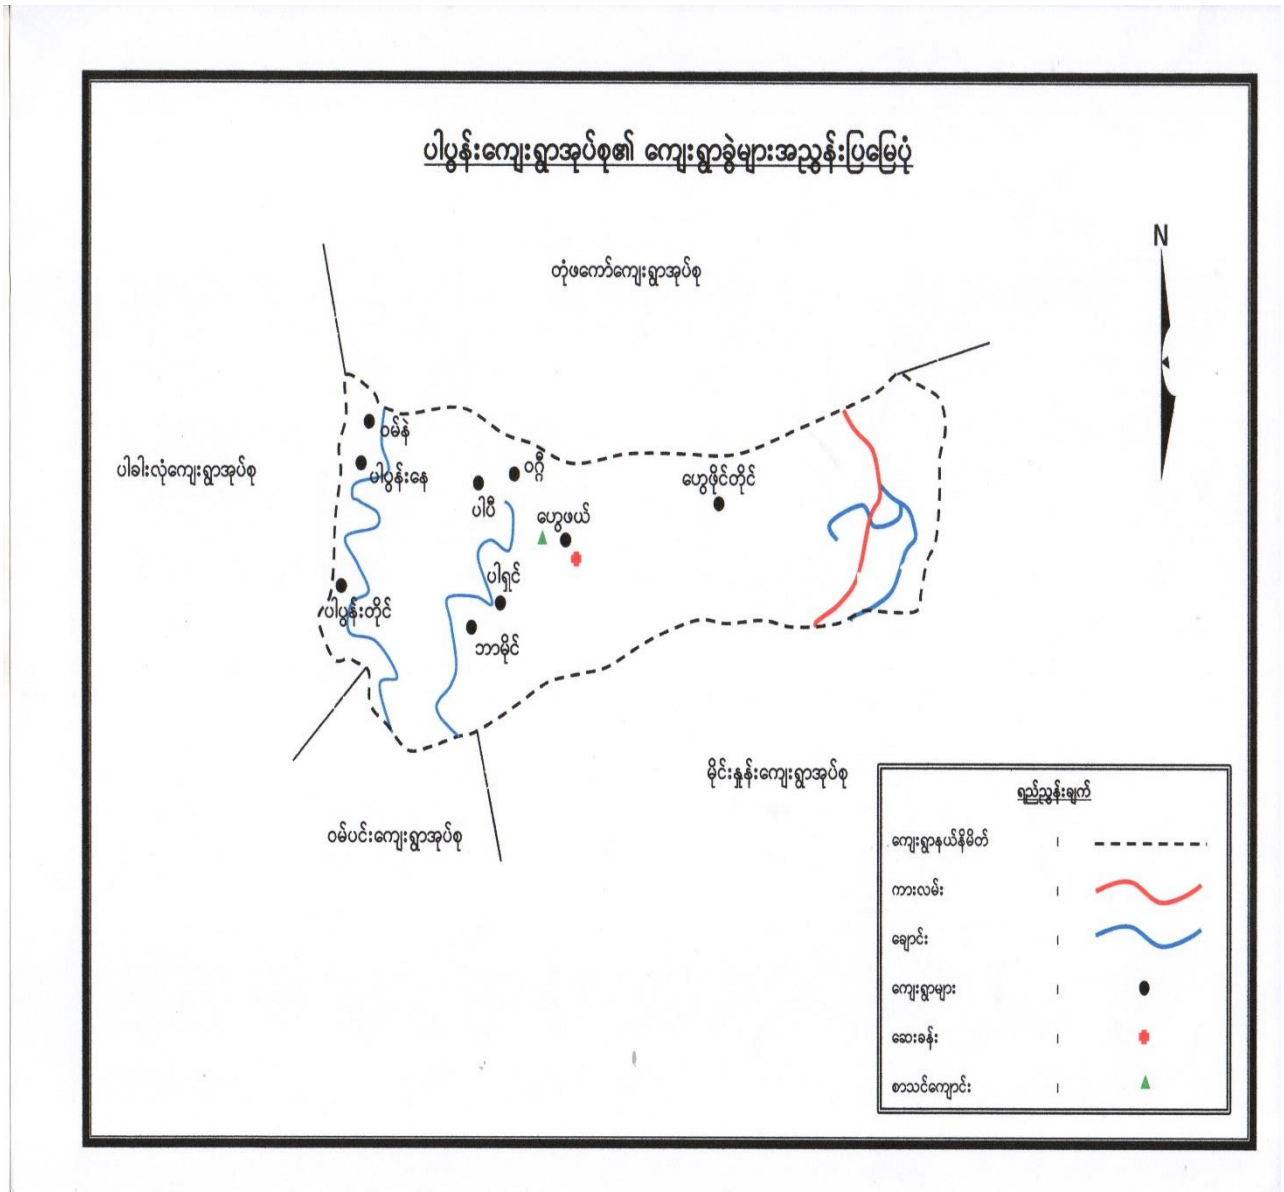 ပါပွန်းကျေးရွာအုပ်စု၏ ကျေးရွာခွဲများအညွှန်းပြမြေပုံ
N
တုံဖကော်ကျေးရွာအုပ်စု
ဝမ်နဲ
ပါခါးလုံကျေးရွာအုပ်စု
ပါပွန်းနေ
ဝဂ္ဂီ
ပါပီ
ဟွေဖိုင်တိုင်
ဟွေဖယ်
ပါရှင်
ပါပွန်းတိုင်
ဘာမိုင်
မိုင်းနှုန်းကျေးရွာအုပ်စု
ဝမ်ပင်းကျေးရွာအုပ်စု
ရည်ညွှန်းချက်
ကျေးရွာနယ်နိမိတ် ၊
ကားလမ်း ၊
ချောင်း ၊
ကျေးရွာများ ၊
ဆေးခန်း ၊
စာသင်ကျောင်း ၊